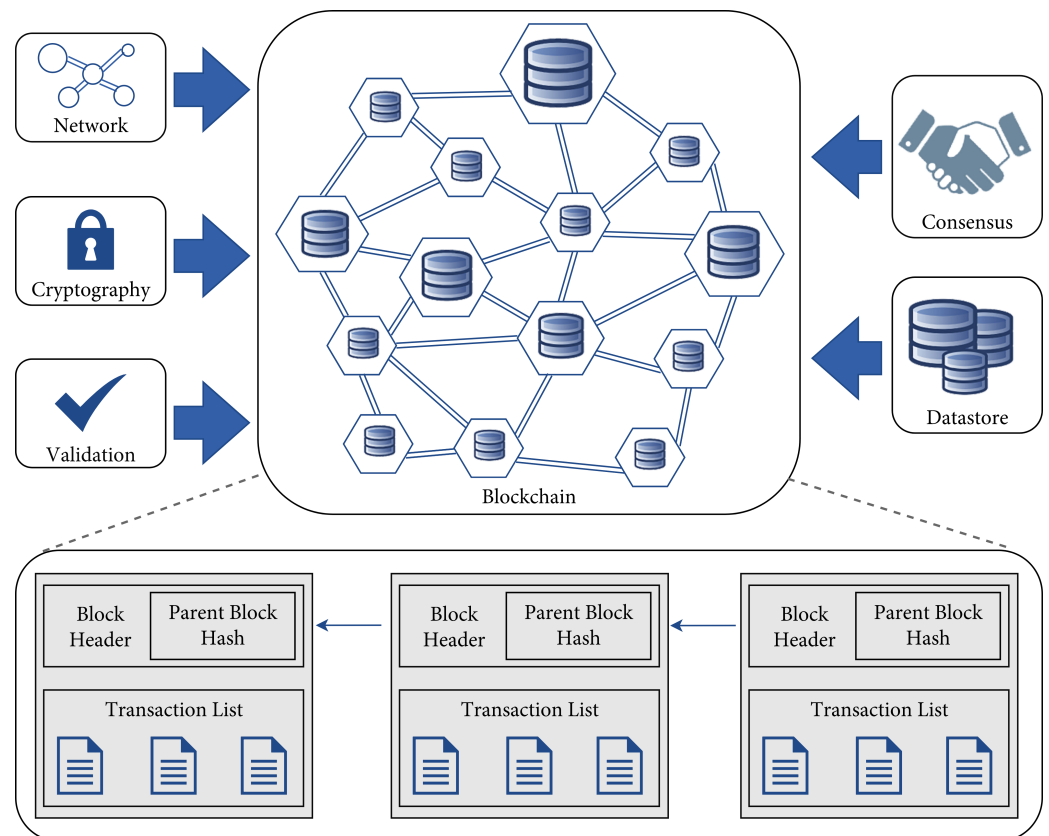 Network
Cryptography
Validation
Consensus
Datastore
Blockchain
Block
Header
Parent Block
Hash
Transaction List
Block
Header
Parent Block
Hash
Transaction List
Block
Header
Parent Block
Hash
Transaction List